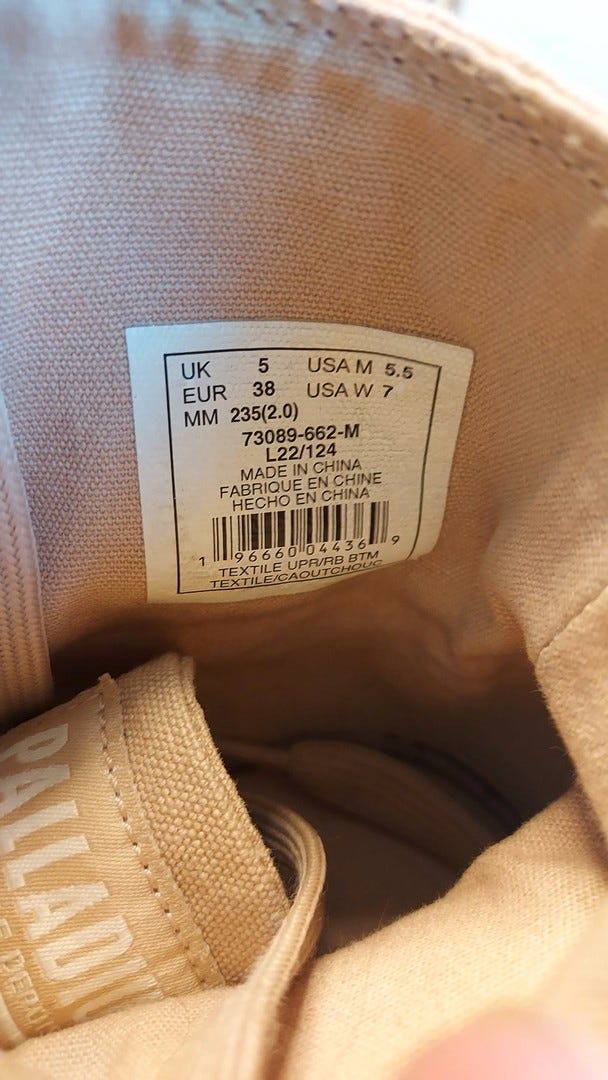 UK 5 USA M 5.5
EUR 38 USA W 7
MM 235(2.0)
73089-662-M
L22/124
MADE IN CHINA
FABRIQUE EN CHINE
HECHO EN CHINA
1 96660 04436 9
TEXTILE UPR/RB BTM
TEXTILE/CAOUTCHOUC
PALLADIU